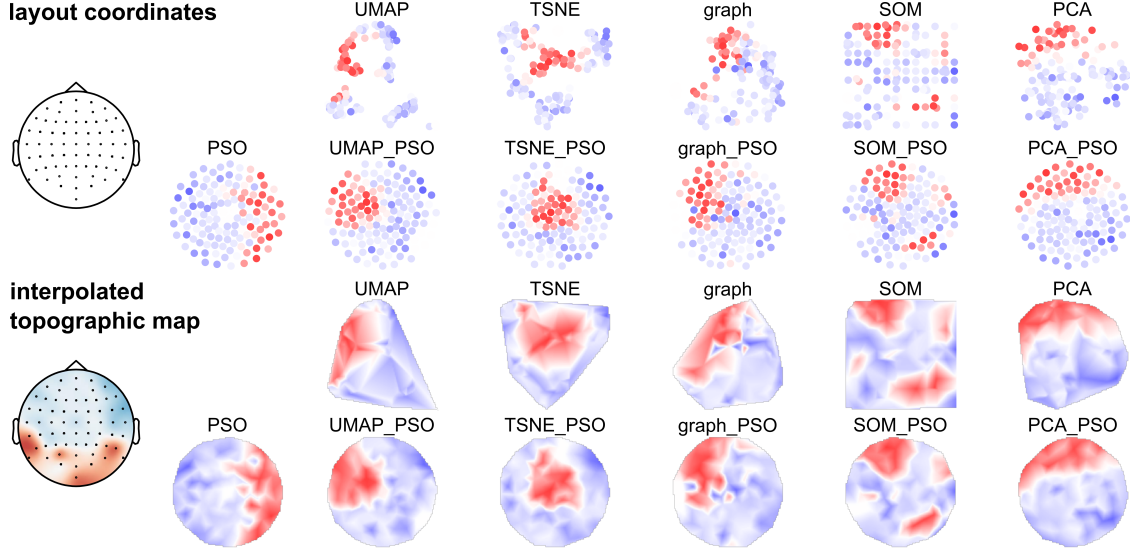 layout coordinates
UMAP TSNE graph SOM PCA
PSO UMAP_PSO TSNE_PSO graph_PSO SOM_PSO PCA_PSO
interpolated
topographic map
UMAP TSNE graph SOM PCA
PSO UMAP_PSO TSNE_PSO graph_PSO SOM_PSO PCA_PSO